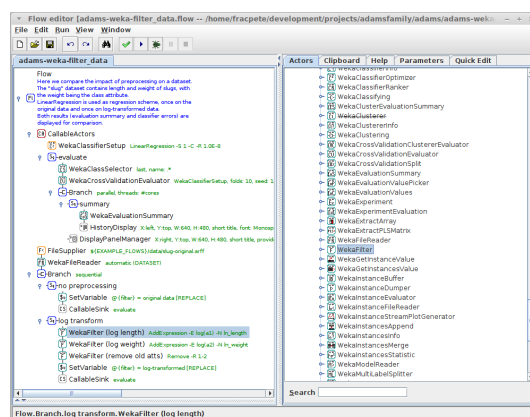 Flow editor [adams-weka-filter_data.flow -- /home/fracpete/development/projects/adamsfamily/adams/adams-weka
File Edit Run View Window
adams-weka-filter_data
Flow
Here we compare the impact of preprocessing on a dataset.
The "slug" dataset contains length and weight of slugs, with
the weight being the class attribute.
LinearRegression is used as regression scheme, once on the
original data and once on log-transformed data.
Both results (evaluation summary and classifier errors) are
displayed for comparison.
CallableActors
WekaClassifierSetup LinearRegression -S 1 -C -R 1.0E-8
evaluate
WekaClassSelector last, name: .*
WekaCrossValidationEvaluator WekaClassifierSetup, folds: 10, seed: 1
Branch parallel, threads: #cores
summary
WekaEvaluationSummary
HistoryDisplay X:left, Y:top, W:640, H:480, short title, font: Monosp
DisplayPanelManager X:right, Y:top, W:640, H:480, short title, provid
FileSupplier ${EXAMPLE_FLOWS}/data/slug-original.arff
WekaFileReader automatic [DATASET]
Branch sequential
no preprocessing
SetVariable @{filter} = original data [REPLACE]
CallableSink evaluate
log transform
WekaFilter (log length) AddExpression -E log(a1) -N ln_length
WekaFilter (log weight) AddExpression -E log(a2) -N ln_weight
WekaFilter (remove old atts) Remove -R 1-2
SetVariable @{filter} = log-transformed [REPLACE]
CallableSink evaluate
Actors Clipboard Help Parameters Quick Edit
WekaClassifierInfo
WekaClassifierOptimizer
WekaClassifierRanker
WekaClassifying
WekaClusterEvaluationSummary
WekaClusterer
WekaClustererInfo
WekaClustering
WekaCrossValidationClustererEvaluator
WekaCrossValidationEvaluator
WekaCrossValidationSplit
WekaEvaluationSummary
WekaEvaluationValuePicker
WekaEvaluationValues
WekaExperiment
WekaExperimentEvaluation
WekaExtractArray
WekaExtractPLSMatrix
WekaFileReader
WekaFilter
WekaGetInstanceValue
WekaGetInstancesValue
WekaInstanceBuffer
WekaInstanceDumper
WekaInstanceEvaluator
WekaInstanceFileReader
WekaInstanceStreamPlotGenerator
WekaInstancesAppend
WekaInstancesInfo
WekaInstancesMerge
WekaInstancesStatistic
WekaModelReader
WekaMultiLabelSplitter
Search
Flow.Branch.log transform.WekaFilter (log length)